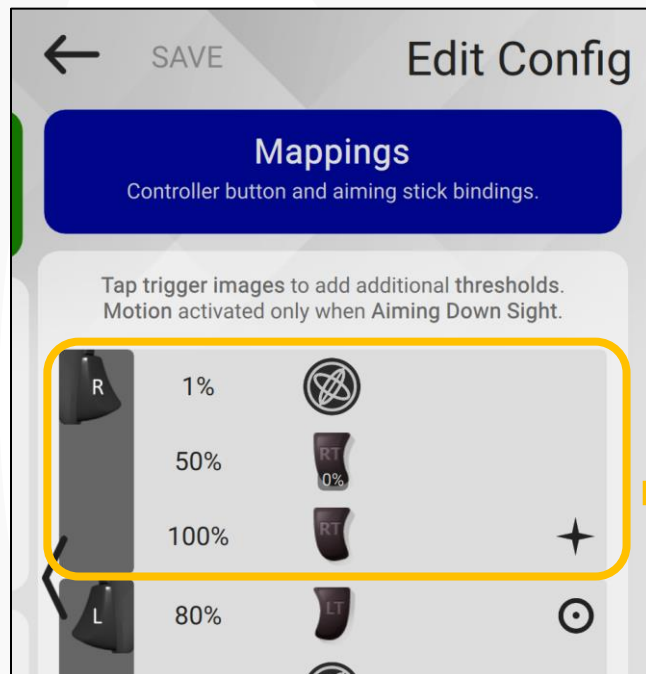 SAVE Edit Config
Mappings
Controller button and aiming stick bindings.
Tap trigger images to add additional thresholds.
Motion activated only when Aiming Down Sight.
R 1%
50% RT 0%
100% RT
L 80% LT